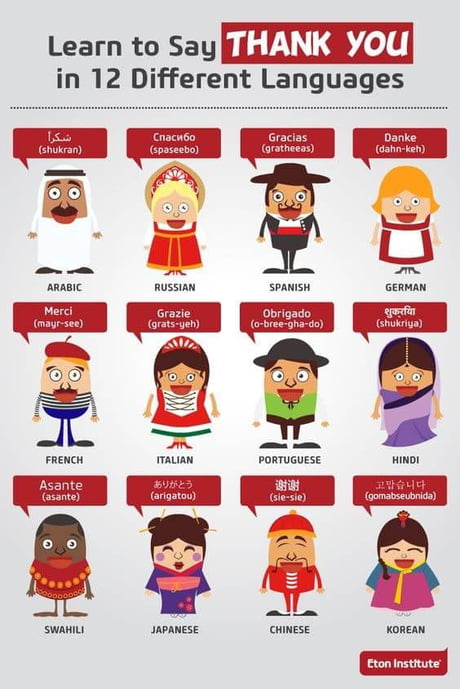 Learn to Say THANK YOU
in 12 Different Languages
شكراً
(shukran)
ARABIC
Спасибо
(spaseebo)
RUSSIAN
Gracias
(gratheeas)
SPANISH
Danke
(dahn-keh)
GERMAN
Merci
(mayr-see)
FRENCH
Grazie
(grats-yeh)
ITALIAN
Obrigado
(o-bree-gha-do)
PORTUGUESE
शुकरिया
(shukriya)
HINDI
Asante
(asante)
SWAHILI
ありがとう
(arigatou)
JAPANESE
谢谢
(sie-sie)
CHINESE
고맙습니다
(gomabseubnida)
KOREAN
Eton Institute